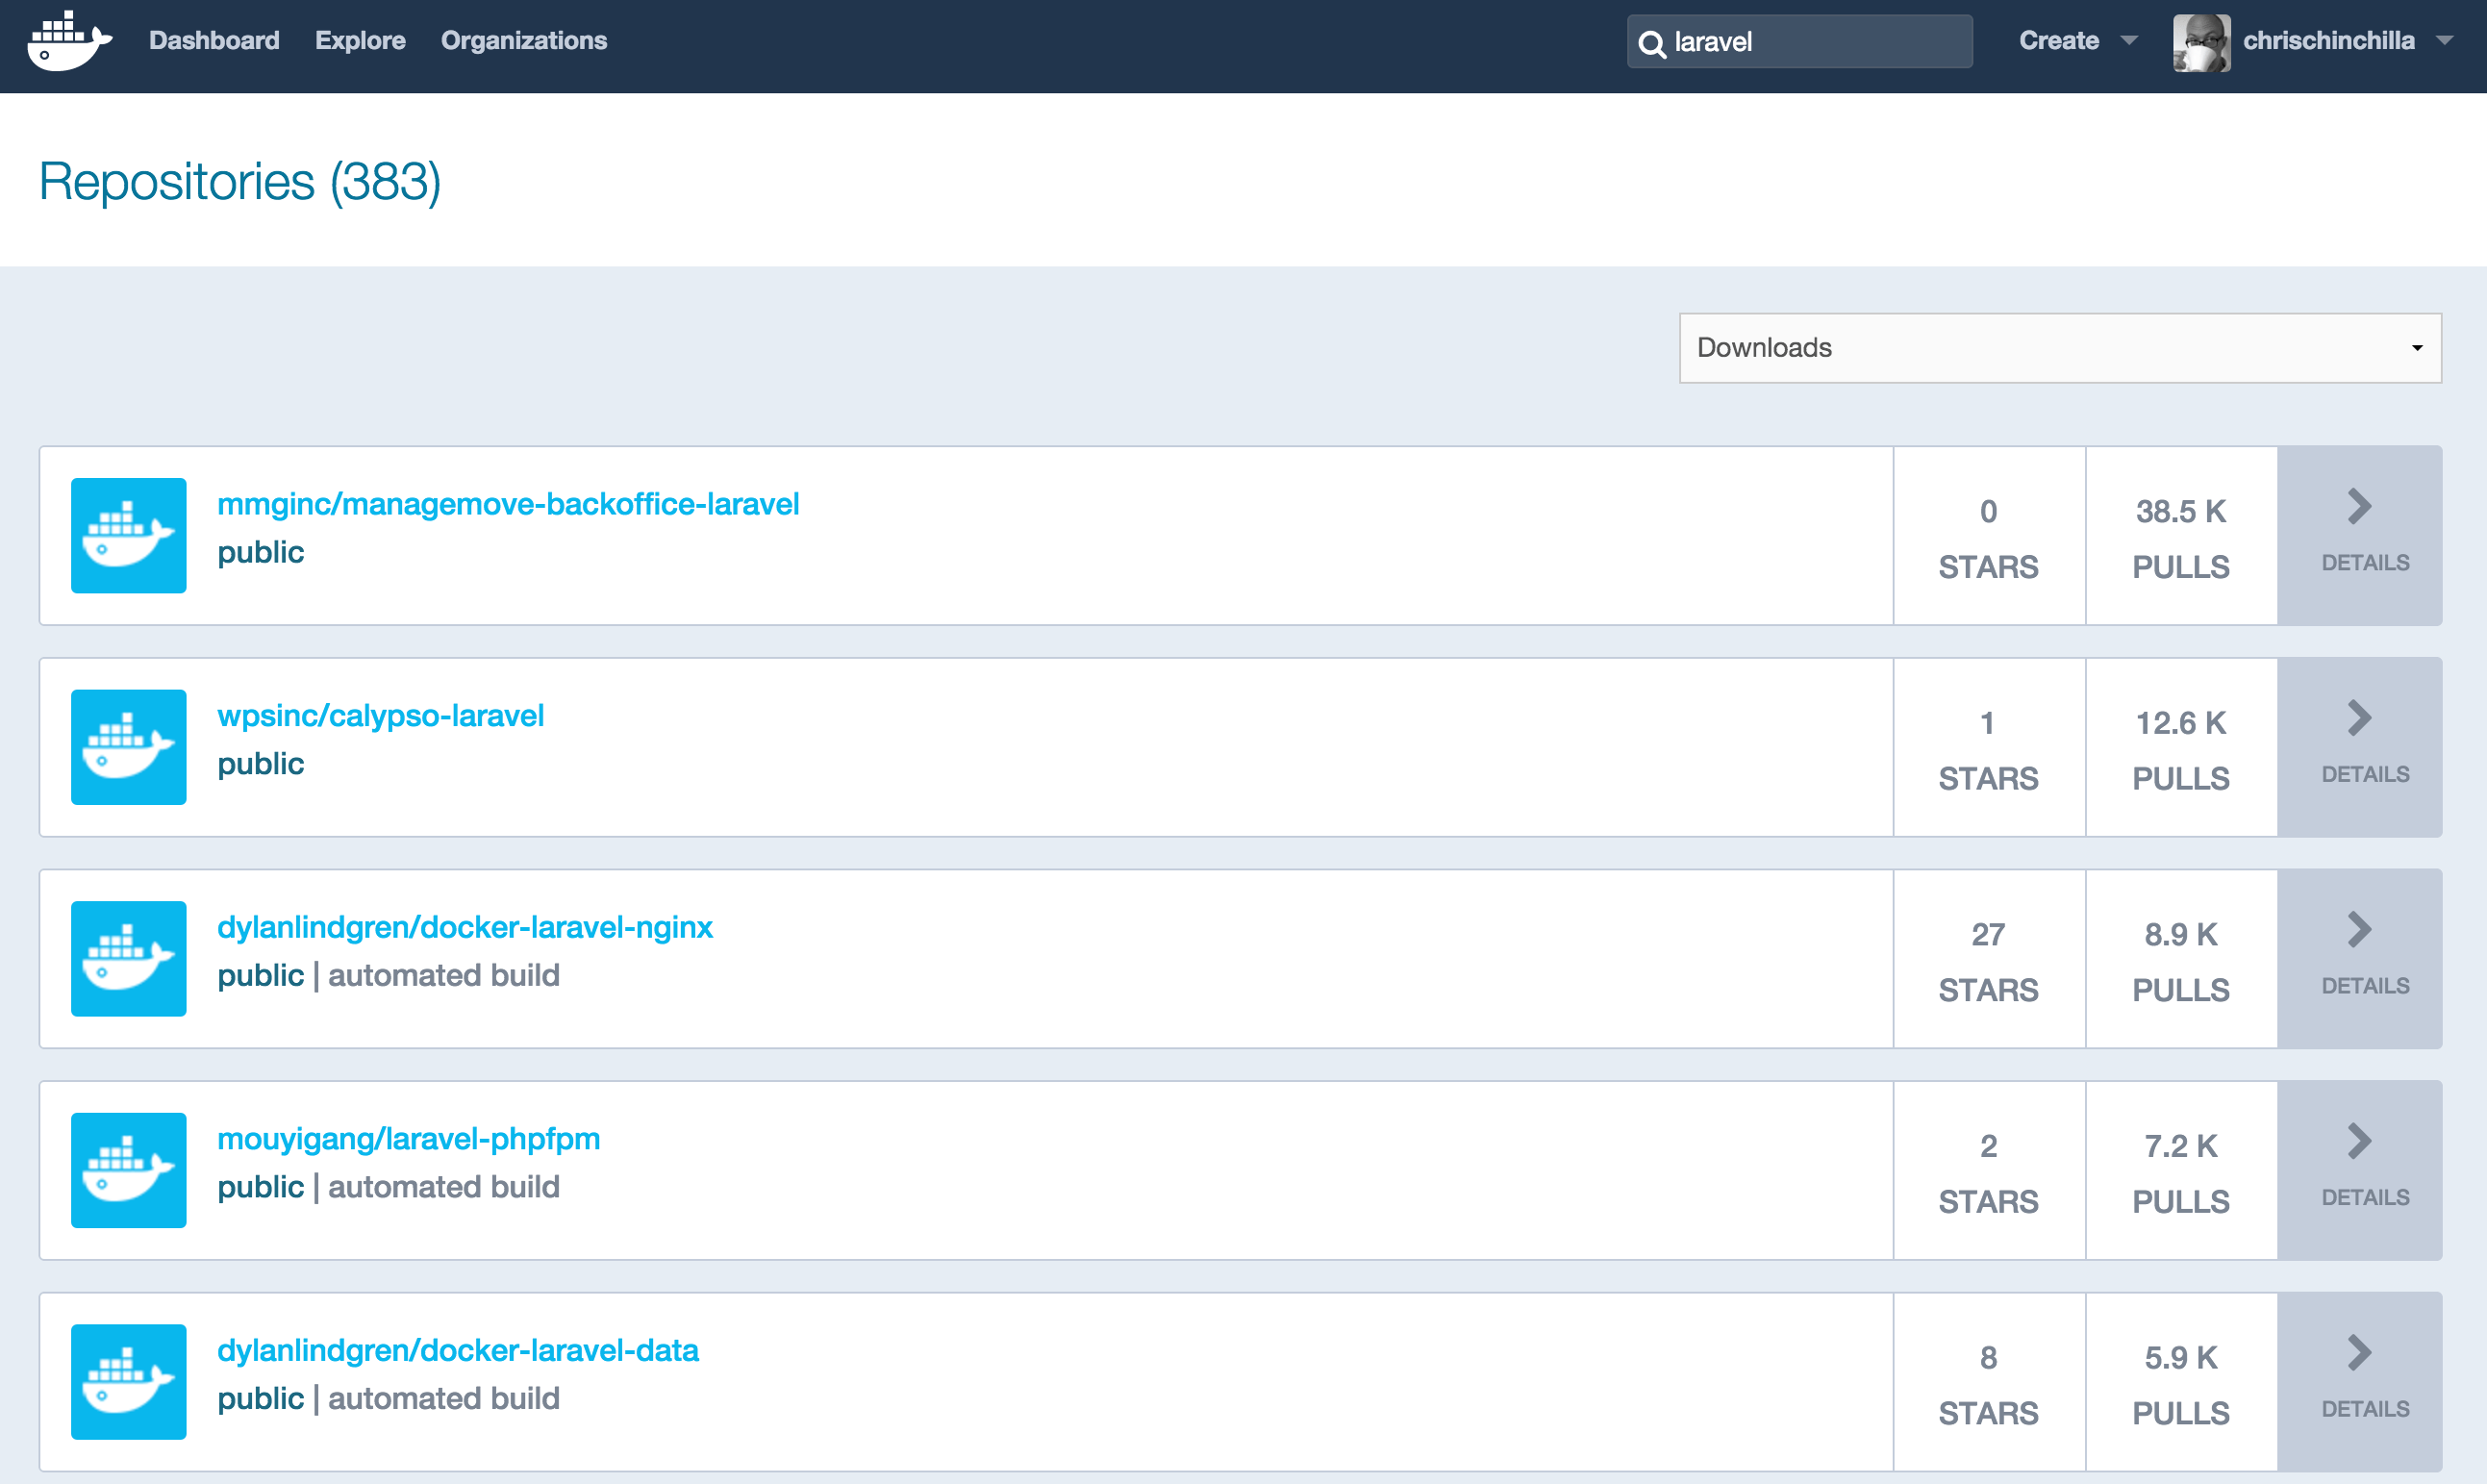 Dashboard Explore Organizations laravel Create chrischinchilla
Repositories (383)
Downloads
mmginc/managemove-backoffice-laravel
public
0
STARS
38.5 K
PULLS
DETAILS
wpsinc/calypso-laravel
public
1
STARS
12.6 K
PULLS
DETAILS
dylanlindgren/docker-laravel-nginx
public | automated build
27
STARS
8.9 K
PULLS
DETAILS
mouyigang/laravel-phpfpm
public | automated build
2
STARS
7.2 K
PULLS
DETAILS
dylanlindgren/docker-laravel-data
public | automated build
8
STARS
5.9 K
PULLS
DETAILS